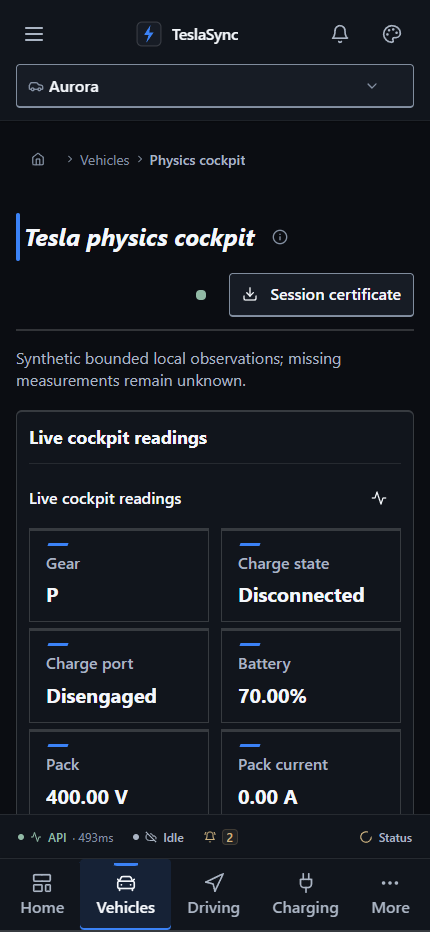 TeslaSync
Aurora
Vehicles
Physics cockpit
Tesla physics cockpit
Session certificate
Synthetic bounded local observations; missing
measurements remain unknown.
Live cockpit readings
Live cockpit readings
Gear
P
Charge state
Disconnected
Charge port
Disengaged
Battery
70.00%
Pack
400.00 V
Pack current
0.00 A
API · 493ms
Idle
2
Status
Home
Vehicles
Driving
Charging
More